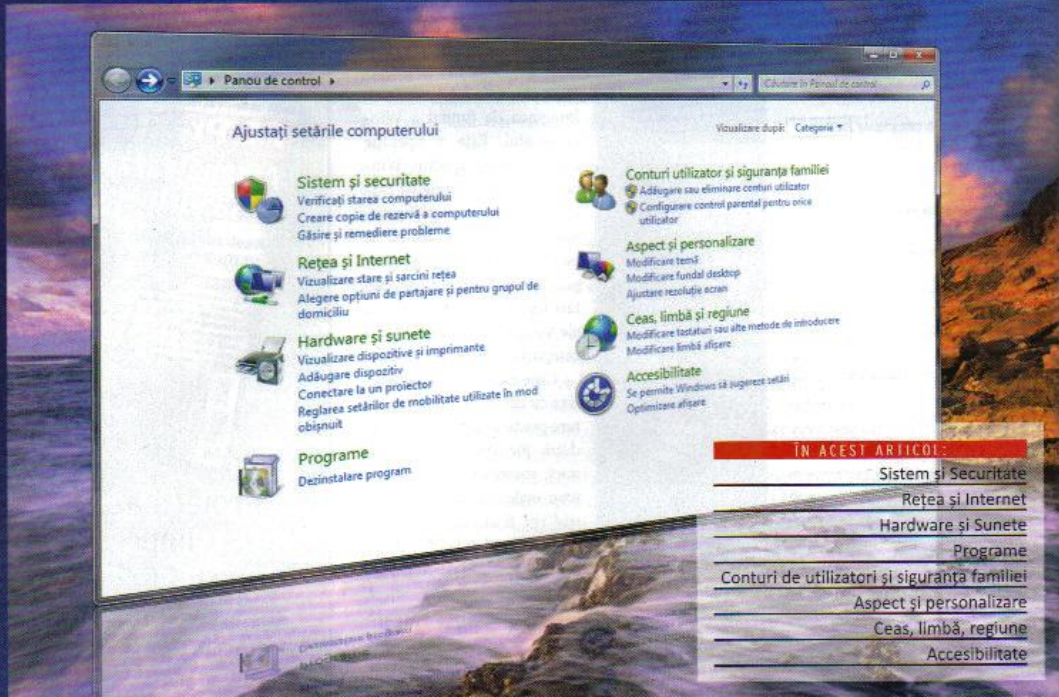 Panou de control
Căutare în Panoul de control
Ajustați setările computerului
Vizualizare după: Categorie
Sistem și securitate
Verificați starea computerului
Creare copie de rezervă a computerului
Găsire și remediere probleme
Rețea și Internet
Vizualizare stare și sarcini rețea
Alegere opțiuni de partajare și pentru grupul de
domiciliu
Hardware și sunete
Vizualizare dispozitive și imprimante
Adăugare dispozitiv
Conectare la un proiector
Reglarea setărilor de mobilitate utilizate în mod
obișnuit
Programe
Dezinstalare program
Conturi utilizator și siguranța familiei
Adăugare sau eliminare conturi utilizator
Configurare control parental pentru orice
utilizator
Aspect și personalizare
Modificare temă
Modificare fundal desktop
Ajustare rezoluție ecran
Ceas, limbă și regiune
Modificare tastaturi sau alte metode de introducere
Modificare limbă afișare
Accesibilitate
Se permite Windows să sugereze setări
Optimizare afișare
ÎN ACEST ARTICOL:
Sistem și Securitate
Rețea și Internet
Hardware și Sunete
Programe
Conturi de utilizatori și siguranța familiei
Aspect și personalizare
Ceas, limbă, regiune
Accesibilitate